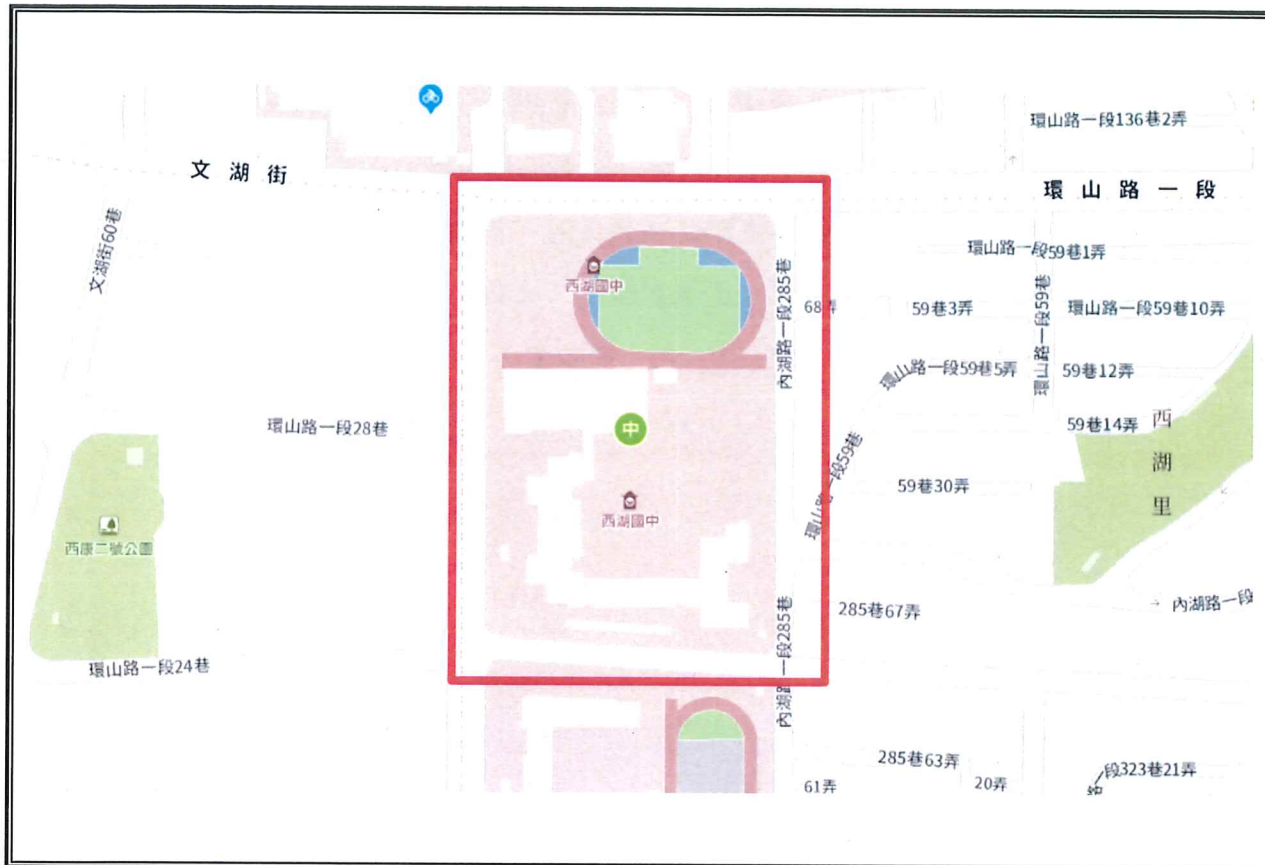 環山路一段136巷2弄
文湖街
環山路一段
文湖街60巷
環山路一段59巷1弄
西湖國中
內湖路一段285巷
68弄
59巷3弄
環山路一段59巷
環山路一段59巷10弄
環山路一段59巷5弄
59巷12弄
環山路一段28巷
中
59巷14弄
西湖里
環山路一段59巷
59巷30弄
西湖國中
西康二號公園
285巷67弄
內湖路一段
內湖路一段285巷
環山路一段24巷
285巷63弄
段323巷21弄
61弄
20弄